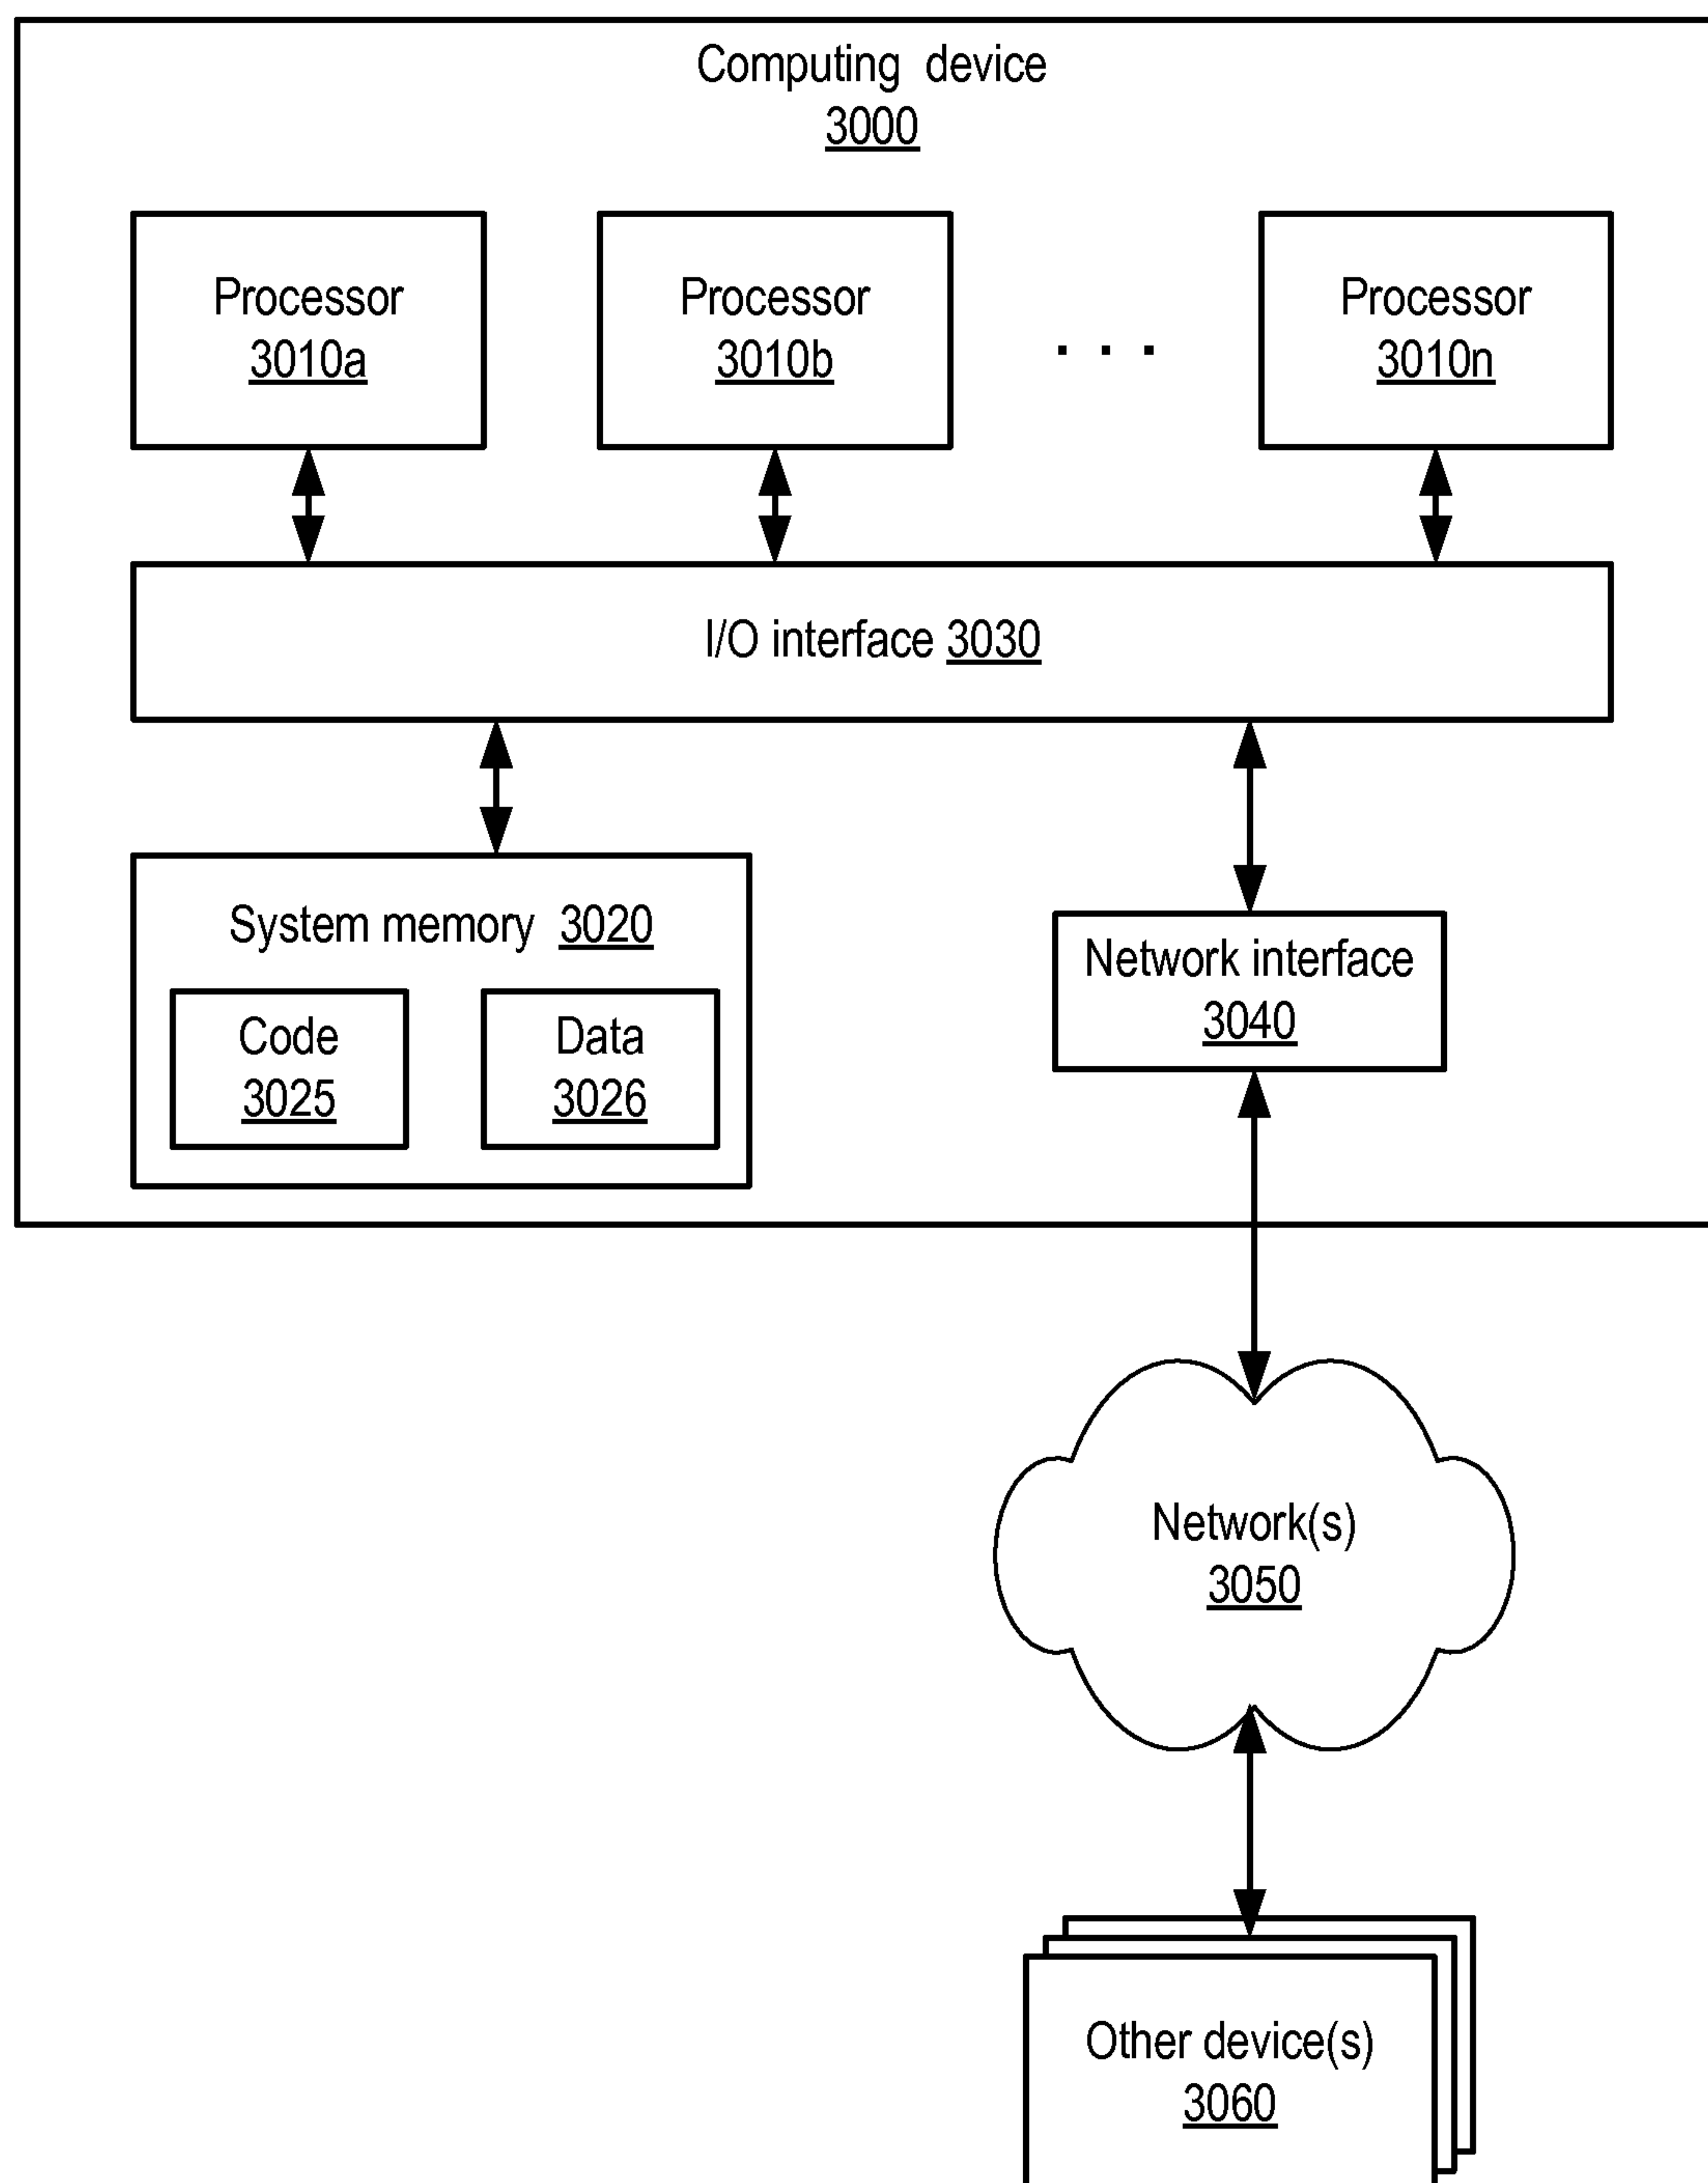 Computing device
3000
Processor
3010a
Processor
3010b
. . .
Processor
3010n
I/O interface 3030
System memory 3020
Code
3025
Data
3026
Network interface
3040
Network(s)
3050
Other device(s)
3060